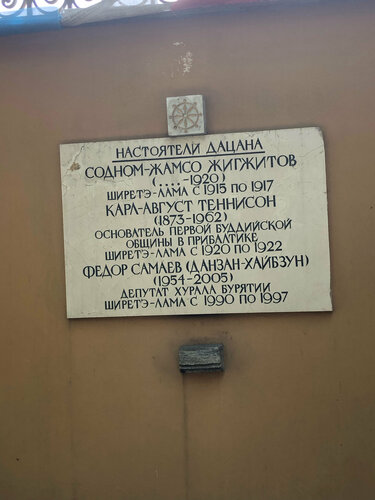 НАСТОЯТЕЛИ ДАЦАНА
СОДНОМ-ЖАМСО ЖИГЖИТОВ
(....-1920)
ШИРЕТЭ-ЛАМА С 1915 ПО 1917
КАРЛ-АВГУСТ ТЕННИСОН
(1873-1962)
ОСНОВАТЕЛЬ ПЕРВОЙ БУДДИЙСКОЙ
ОБЩИНЫ В ПРИБАЛТИКЕ
ШИРЕТЭ-ЛАМА С 1920 ПО 1922
ФЕДОР САМАЕВ (ДАНЗАН-ХАЙБЗУН)
(1954-2005)
ДЕПУТАТ ХУРАЛА БУРЯТИИ
ШИРЕТЭ-ЛАМА С 1990 ПО 1997